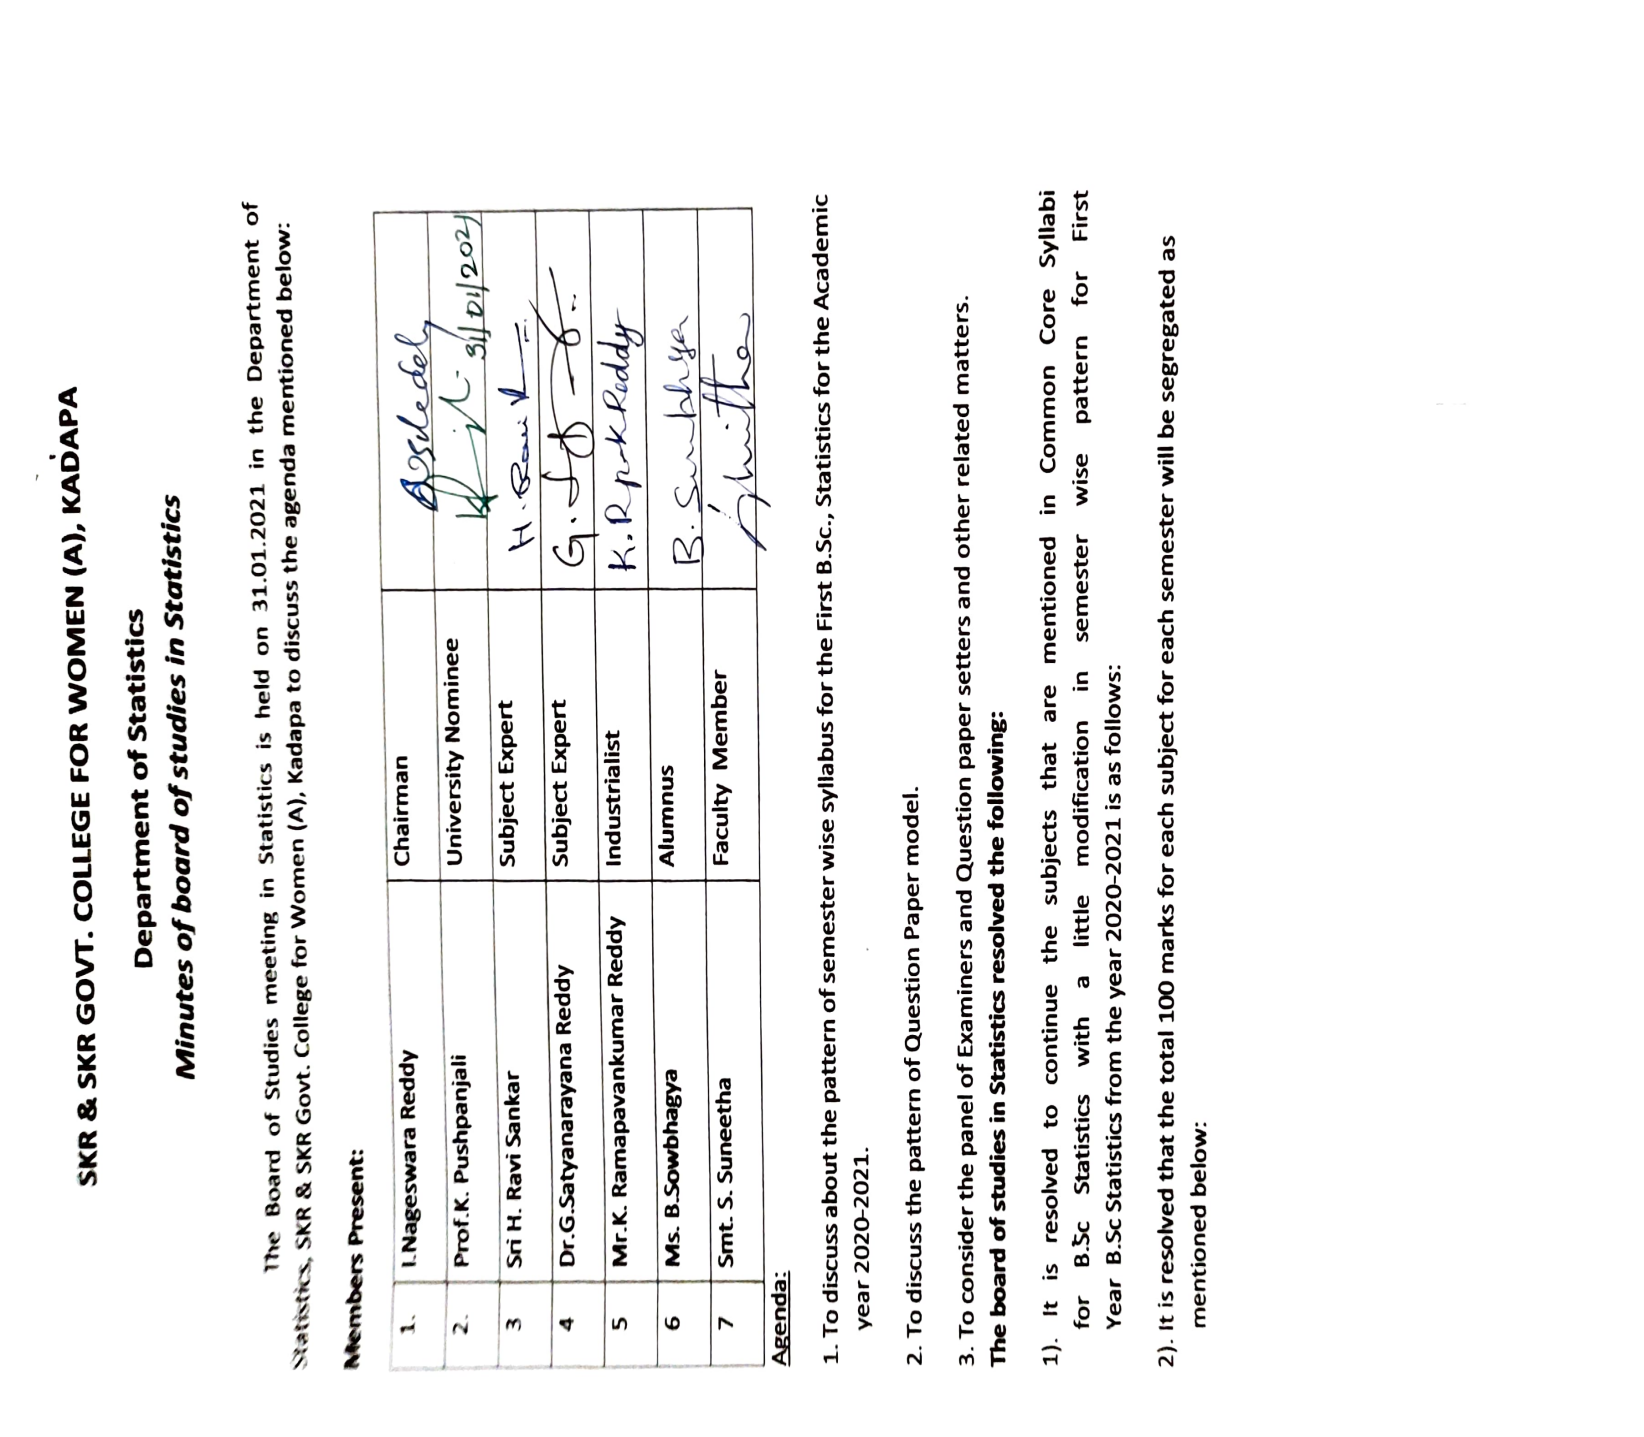 SKR & SKR GOVT. COLLEGE FOR WOMEN (A), KADAPA
Department of Statistics
Minutes of board of studies in Statistics
The Board of Studies meeting in Statistics is held on 31.01.2021 in the Department of
Statistics, SKR & SKR Govt. College for Women (A), Kadapa to discuss the agenda mentioned below:
Members Present:
1. I.Nageswara Reddy Chairman
2. Prof.K. Pushpanjali University Nominee 31/01/2021
3 Sri H. Ravi Sankar Subject Expert
4 Dr.G.Satyanarayana Reddy Subject Expert
5 Mr.K. Ramapavankumar Reddy Industrialist K. R p k Reddy
6 Ms. B.Sowbhagya Alumnus
7 Smt. S. Suneetha Faculty Member
Agenda:
1. To discuss about the pattern of semester wise syllabus for the First B.Sc., Statistics for the Academic
year 2020-2021.
2. To discuss the pattern of Question Paper model.
3. To consider the panel of Examiners and Question paper setters and other related matters.
The board of studies in Statistics resolved the following:
1). It is resolved to continue the subjects that are mentioned in Common Core Syllabi
for B.Sc Statistics with a little modification in semester wise pattern for First
Year B.Sc Statistics from the year 2020-2021 is as follows:
2). It is resolved that the total 100 marks for each subject for each semester will be segregated as
mentioned below: